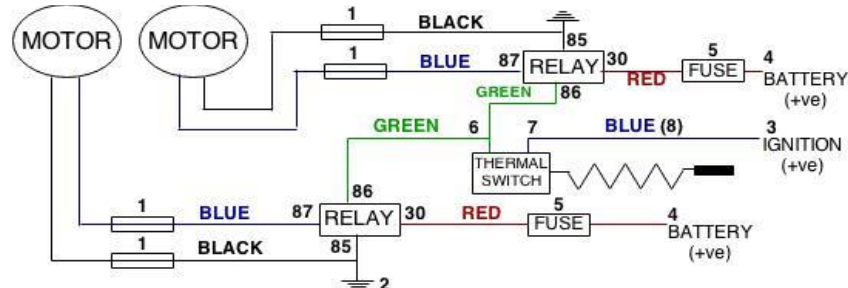 1
BLACK
MOTOR
MOTOR
85
1
BLUE
87
RELAY
30
RED
5
FUSE
4
BATTERY
(+ve)
GREEN
86
GREEN
6
7
BLUE (8)
3
IGNITION
(+ve)
THERMAL
SWITCH
86
1
BLUE
87
RELAY
30
RED
5
FUSE
4
BATTERY
(+ve)
1
BLACK
85
2